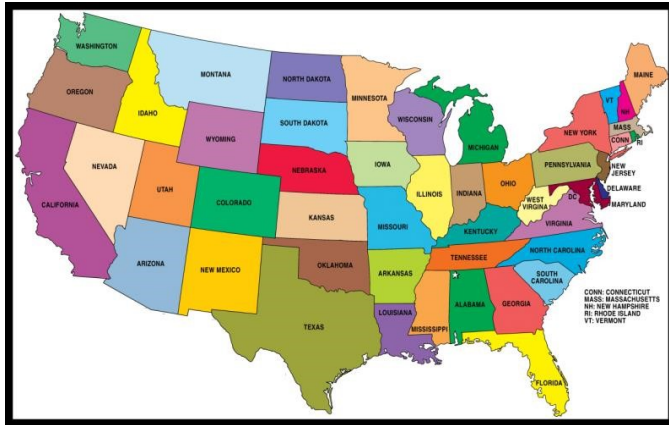 WASHINGTON
OREGON
IDAHO
MONTANA
NORTH DAKOTA
MINNESOTA
SOUTH DAKOTA
WYOMING
WISCONSIN
MICHIGAN
MAINE
VT
NH
MASS
CONN
RI
NEW YORK
NEW
JERSEY
PENNSYLVANIA
NEVADA
UTAH
COLORADO
NEBRASKA
IOWA
ILLINOIS
INDIANA
OHIO
WEST
VIRGINA
DC
DELAWARE
MARYLAND
VIRGINIA
CALIFORNIA
KANSAS
MISSOURI
KENTUCKY
ARIZONA
NEW MEXICO
OKLAHOMA
ARKANSAS
TENNESSEE
NORTH CAROLINA
SOUTH
CAROLINA
TEXAS
LOUISIANA
MISSISSIPPI
ALABAMA
GEORGIA
FLORIDA
CONN: CONNECTICUT
MASS: MASSACHUSETTS
NH: NEW HAMPSHIRE
RI: RHODE ISLAND
VT: VERMONT